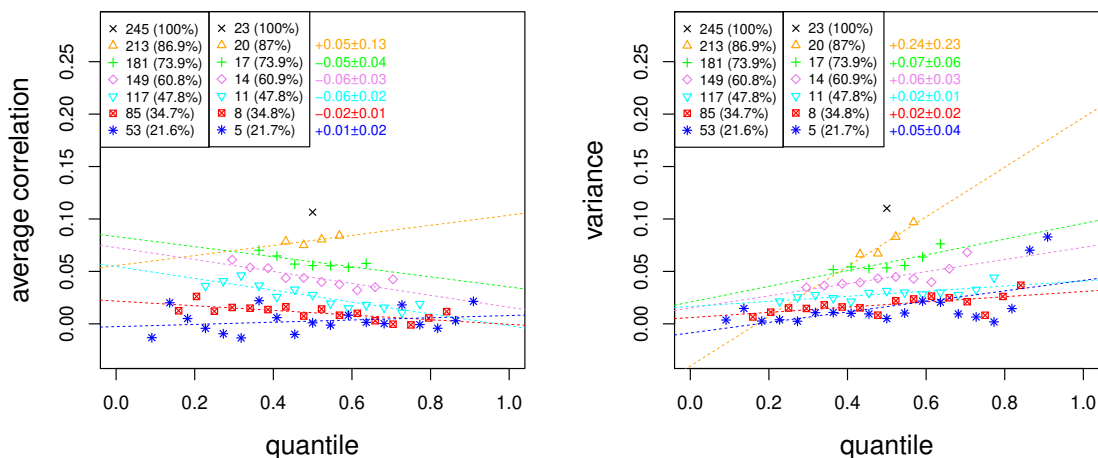 245 (100%) 23 (100%)
213 (86.9%) 20 (87%) +0.05±0.13
181 (73.9%) 17 (73.9%) −0.05±0.04
149 (60.8%) 14 (60.9%) −0.06±0.03
117 (47.8%) 11 (47.8%) −0.06±0.02
85 (34.7%) 8 (34.8%) −0.02±0.01
53 (21.6%) 5 (21.7%) +0.01±0.02
average correlation
0.00 0.05 0.10 0.15 0.20 0.25
0.0 0.2 0.4 0.6 0.8 1.0
quantile
245 (100%) 23 (100%)
213 (86.9%) 20 (87%) +0.24±0.23
181 (73.9%) 17 (73.9%) +0.07±0.06
149 (60.8%) 14 (60.9%) +0.06±0.03
117 (47.8%) 11 (47.8%) +0.02±0.01
85 (34.7%) 8 (34.8%) +0.02±0.02
53 (21.6%) 5 (21.7%) +0.05±0.04
variance
0.00 0.05 0.10 0.15 0.20 0.25
0.0 0.2 0.4 0.6 0.8 1.0
quantile